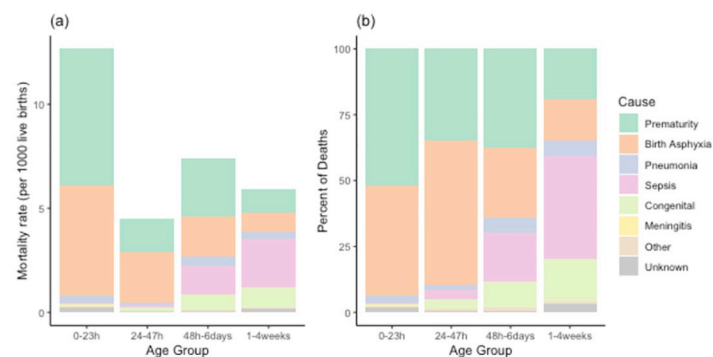 (a)
Mortality rate (per 1000 live births)
10
5
0
0-23h 24-47h 48h-6days 1-4weeks
Age Group
(b)
Percent of Deaths
100
75
50
25
0
0-23h 24-47h 48h-6days 1-4weeks
Age Group
Cause
Prematurity
Birth Asphyxia
Pneumonia
Sepsis
Congenital
Meningitis
Other
Unknown